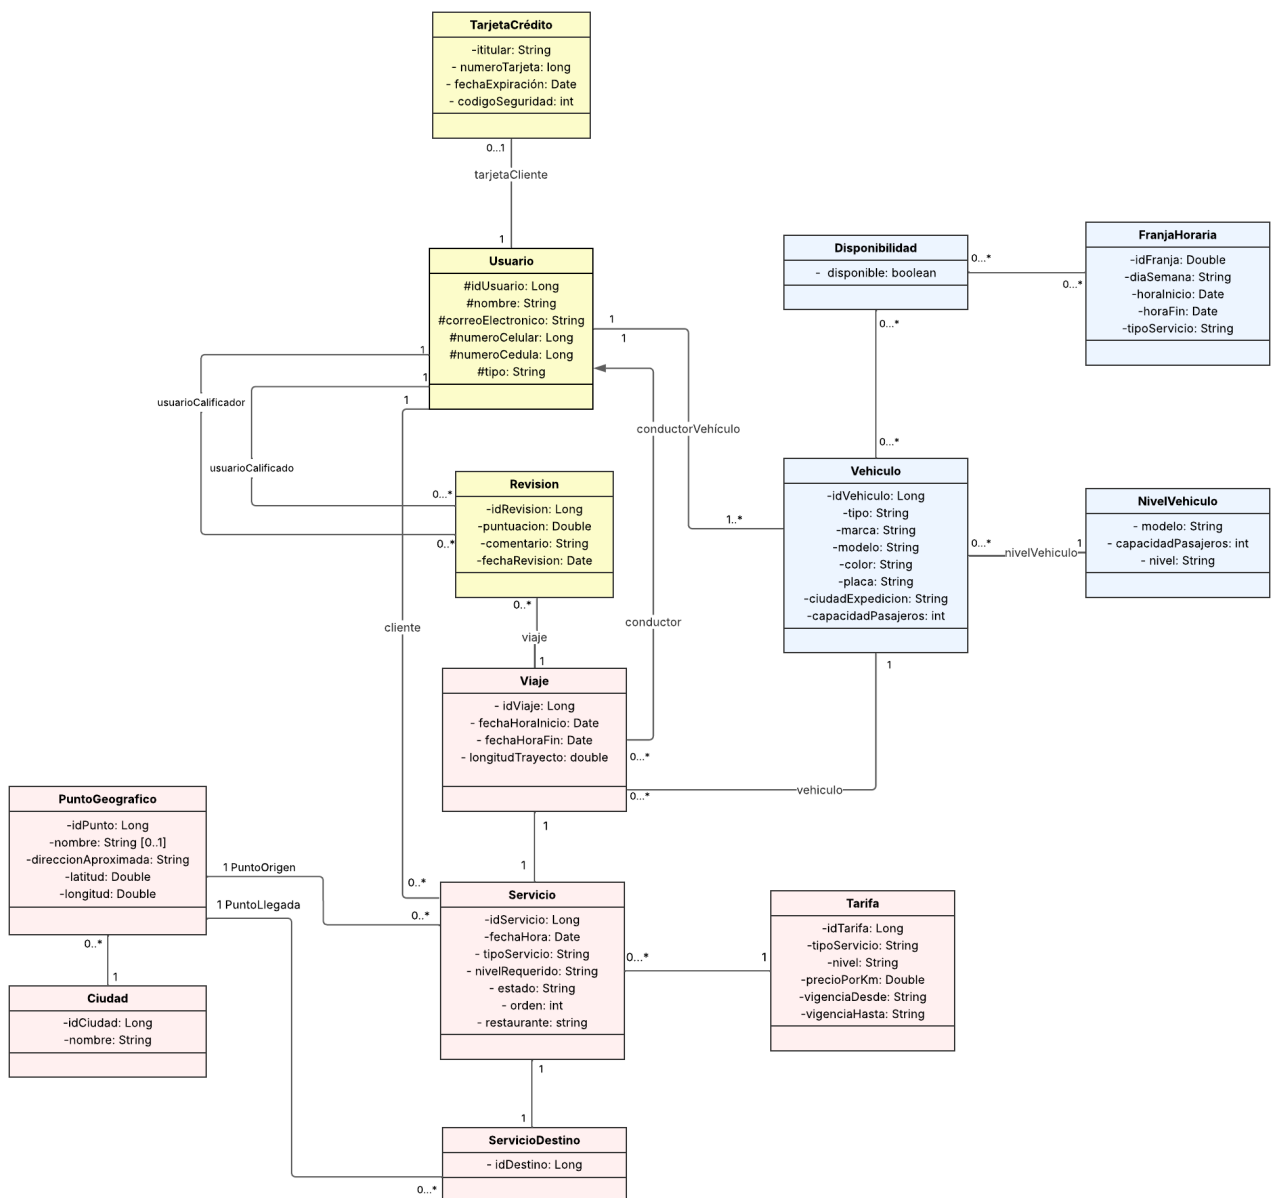 TarjetaCrédito
-ititular: String
- numeroTarjeta: long
- fechaExpiración: Date
- codigoSeguridad: int
0...1
tarjetaCliente
1
Usuario
#idUsuario: Long
#nombre: String
#correoElectronico: String
#numeroCelular: Long
#numeroCedula: Long
#tipo: String
1
1
1
1
1
usuarioCalificador
usuarioCalificado
0...*
0..*
conductorVehículo
1..*
Disponibilidad
- disponible: boolean
0...*
0...*
FranjaHoraria
-idFranja: Double
-diaSemana: String
-horaInicio: Date
-horaFin: Date
-tipoServicio: String
0...*
0...*
Revision
-idRevision: Long
-puntuacion: Double
-comentario: String
-fechaRevision: Date
0..*
viaje
1
cliente
conductor
Vehiculo
-idVehiculo: Long
-tipo: String
-marca: String
-modelo: String
-color: String
-placa: String
-ciudadExpedicion: String
-capacidadPasajeros: int
0...*
nivelVehiculo
1
NivelVehiculo
- modelo: String
- capacidadPasajeros: int
- nivel: String
1
Viaje
- idViaje: Long
- fechaHoraInicio: Date
- fechaHoraFin: Date
- longitudTrayecto: double
0...*
0...*
vehiculo
1
1
PuntoGeografico
-idPunto: Long
-nombre: String [0..1]
-direccionAproximada: String
-latitud: Double
-longitud: Double
1 PuntoOrigen
1 PuntoLlegada
0..*
0..*
0..*
1
Ciudad
-idCiudad: Long
-nombre: String
Servicio
-idServicio: Long
-fechaHora: Date
- tipoServicio: String
- nivelRequerido: String
- estado: String
- orden: int
- restaurante: string
0...*
1
Tarifa
-idTarifa: Long
-tipoServicio: String
-nivel: String
-precioPorKm: Double
-vigenciaDesde: String
-vigenciaHasta: String
1
1
ServicioDestino
- idDestino: Long
0...*